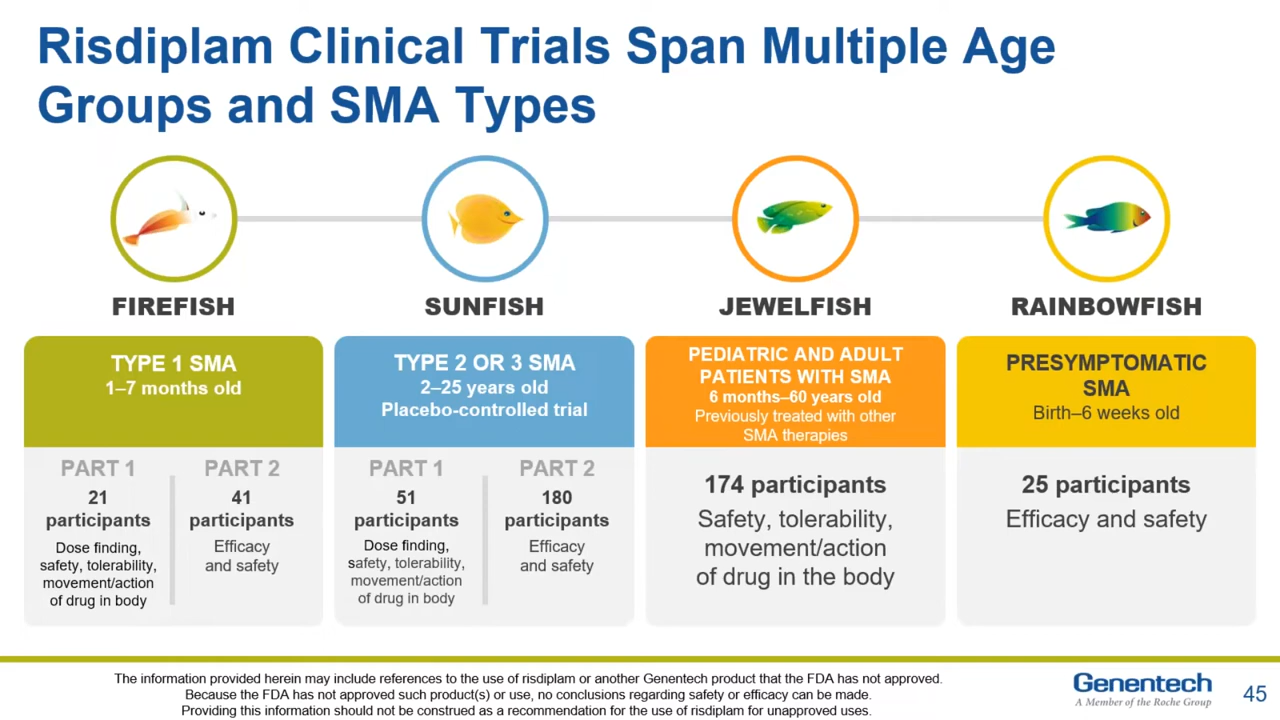 Risdiplam Clinical Trials Span Multiple Age
Groups and SMA Types
FIREFISH
TYPE 1 SMA
1–7 months old
PART 1
21
participants
Dose finding,
safety, tolerability,
movement/action
of drug in body
PART 2
41
participants
Efficacy
and safety
SUNFISH
TYPE 2 OR 3 SMA
2–25 years old
Placebo-controlled trial
PART 1
51
participants
Dose finding,
safety, tolerability,
movement/action
of drug in body
PART 2
180
participants
Efficacy
and safety
JEWELFISH
PEDIATRIC AND ADULT
PATIENTS WITH SMA
6 months–60 years old
Previously treated with other
SMA therapies
174 participants
Safety, tolerability,
movement/action
of drug in the body
RAINBOWFISH
PRESYMPTOMATIC
SMA
Birth–6 weeks old
25 participants
Efficacy and safety
The information provided herein may include references to the use of risdiplam or another Genentech product that the FDA has not approved.
Because the FDA has not approved such product(s) or use, no conclusions regarding safety or efficacy can be made.
Providing this information should not be construed as a recommendation for the use of risdiplam for unapproved uses.
Genentech
A Member of the Roche Group
45